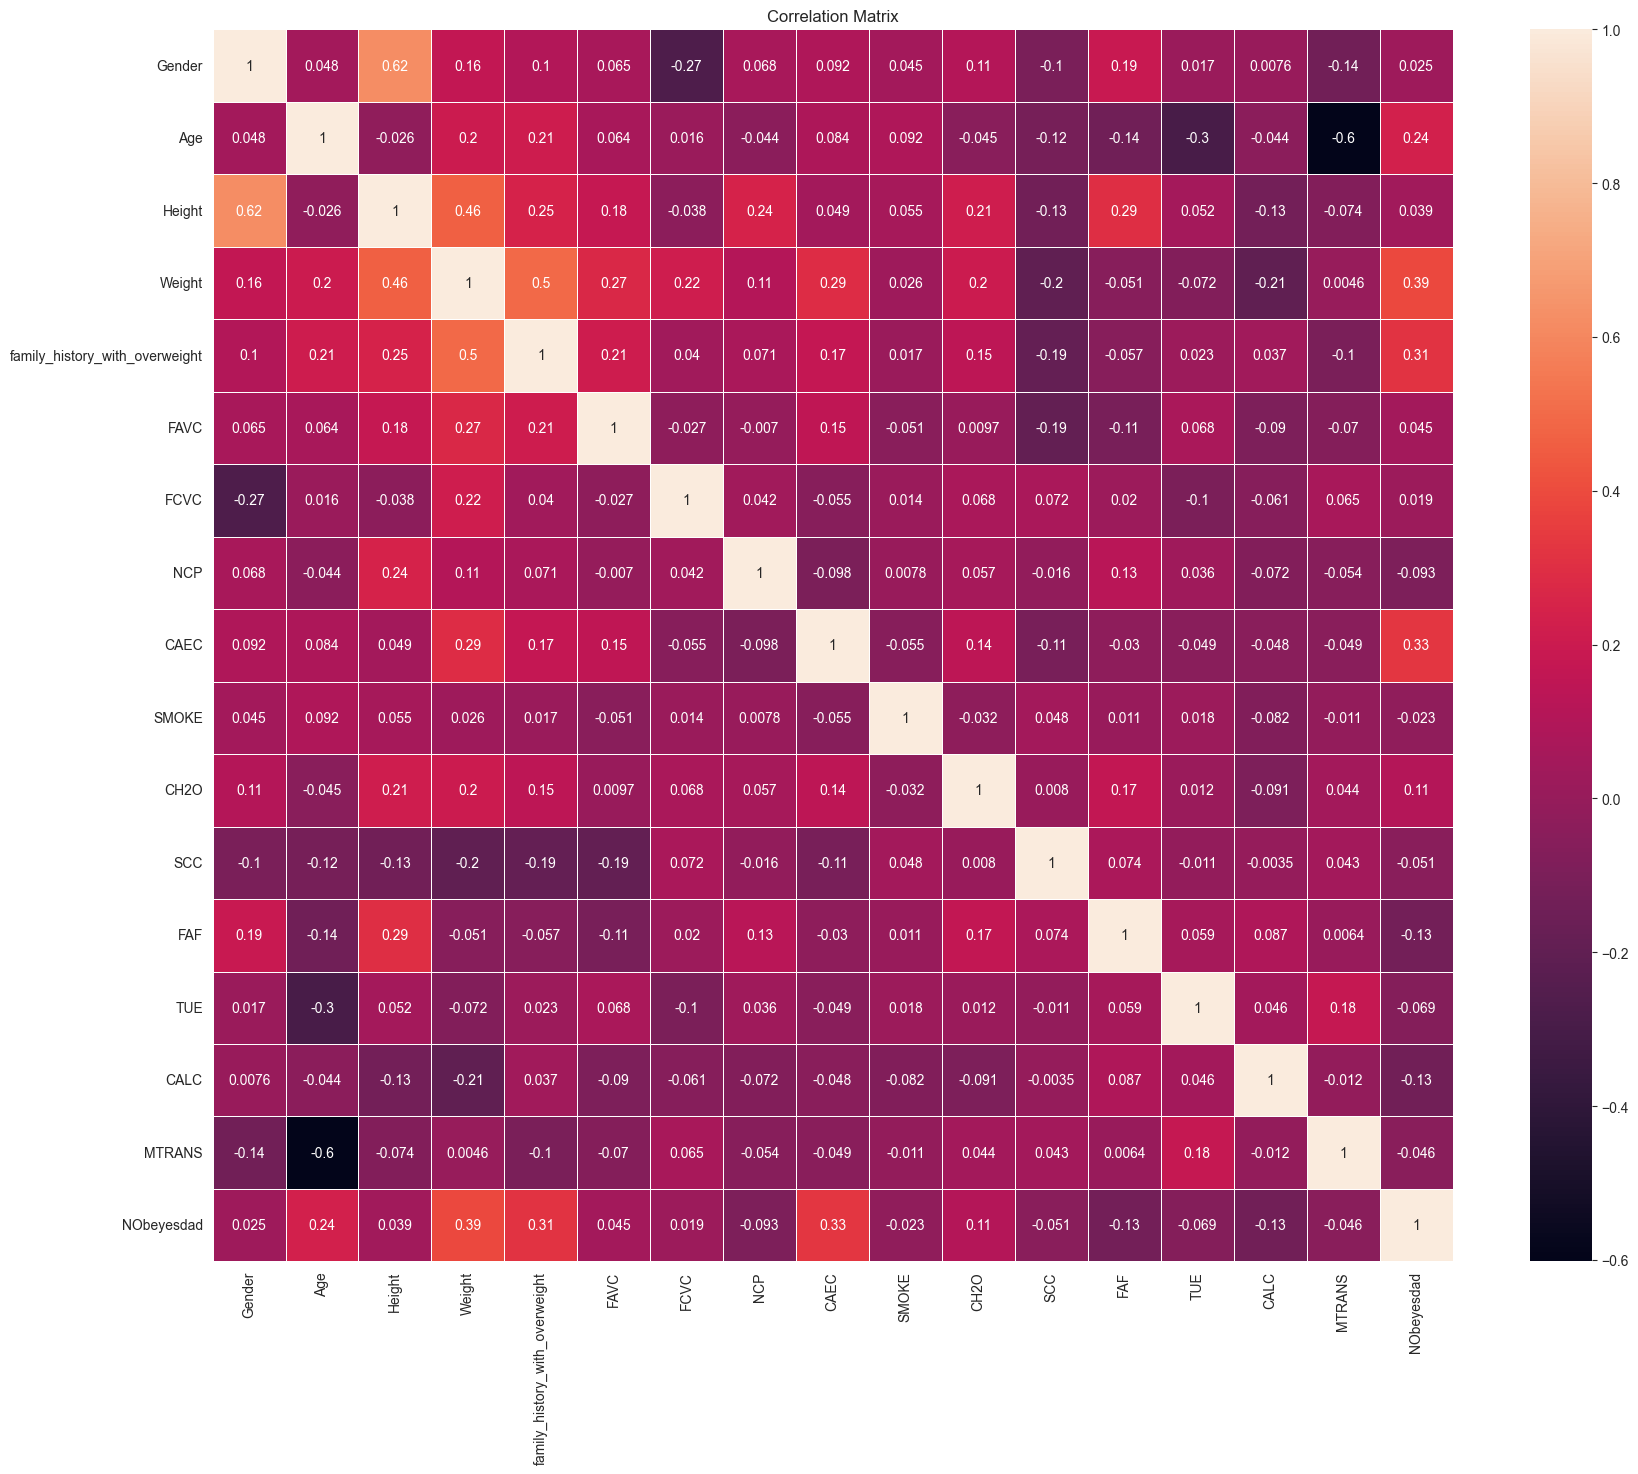 Correlation Matrix
Gender 1 0.048 0.62 0.16 0.1 0.065 -0.27 0.068 0.092 0.045 0.11 -0.1 0.19 0.017 0.0076 -0.14 0.025
Age 0.048 1 -0.026 0.2 0.21 0.064 0.016 -0.044 0.084 0.092 -0.045 -0.12 -0.14 -0.3 -0.044 -0.6 0.24
Height 0.62 -0.026 1 0.46 0.25 0.18 -0.038 0.24 0.049 0.055 0.21 -0.13 0.29 0.052 -0.13 -0.074 0.039
Weight 0.16 0.2 0.46 1 0.5 0.27 0.22 0.11 0.29 0.026 0.2 -0.2 -0.051 -0.072 -0.21 0.0046 0.39
family_history_with_overweight 0.1 0.21 0.25 0.5 1 0.21 0.04 0.071 0.17 0.017 0.15 -0.19 -0.057 0.023 0.037 -0.1 0.31
FAVC 0.065 0.064 0.18 0.27 0.21 1 -0.027 -0.007 0.15 -0.051 0.0097 -0.19 -0.11 0.068 -0.09 -0.07 0.045
FCVC -0.27 0.016 -0.038 0.22 0.04 -0.027 1 0.042 -0.055 0.014 0.068 0.072 0.02 -0.1 -0.061 0.065 0.019
NCP 0.068 -0.044 0.24 0.11 0.071 -0.007 0.042 1 -0.098 0.0078 0.057 -0.016 0.13 0.036 -0.072 -0.054 -0.093
CAEC 0.092 0.084 0.049 0.29 0.17 0.15 -0.055 -0.098 1 -0.055 0.14 -0.11 -0.03 -0.049 -0.048 -0.049 0.33
SMOKE 0.045 0.092 0.055 0.026 0.017 -0.051 0.014 0.0078 -0.055 1 -0.032 0.048 0.011 0.018 -0.082 -0.011 -0.023
CH2O 0.11 -0.045 0.21 0.2 0.15 0.0097 0.068 0.057 0.14 -0.032 1 0.008 0.17 0.012 -0.091 0.044 0.11
SCC -0.1 -0.12 -0.13 -0.2 -0.19 -0.19 0.072 -0.016 -0.11 0.048 0.008 1 0.074 -0.011 -0.0035 0.043 -0.051
FAF 0.19 -0.14 0.29 -0.051 -0.057 -0.11 0.02 0.13 -0.03 0.011 0.17 0.074 1 0.059 0.087 0.0064 -0.13
TUE 0.017 -0.3 0.052 -0.072 0.023 0.068 -0.1 0.036 -0.049 0.018 0.012 -0.011 0.059 1 0.046 0.18 -0.069
CALC 0.0076 -0.044 -0.13 -0.21 0.037 -0.09 -0.061 -0.072 -0.048 -0.082 -0.091 -0.0035 0.087 0.046 1 -0.012 -0.13
MTRANS -0.14 -0.6 -0.074 0.0046 -0.1 -0.07 0.065 -0.054 -0.049 -0.011 0.044 0.043 0.0064 0.18 -0.012 1 -0.046
NObeyesdad 0.025 0.24 0.039 0.39 0.31 0.045 0.019 -0.093 0.33 -0.023 0.11 -0.051 -0.13 -0.069 -0.13 -0.046 1
Gender
Age
Height
Weight
family_history_with_overweight
FAVC
FCVC
NCP
CAEC
SMOKE
CH2O
SCC
FAF
TUE
CALC
MTRANS
NObeyesdad
1.0
0.8
0.6
0.4
0.2
0.0
−0.2
−0.4
−0.6